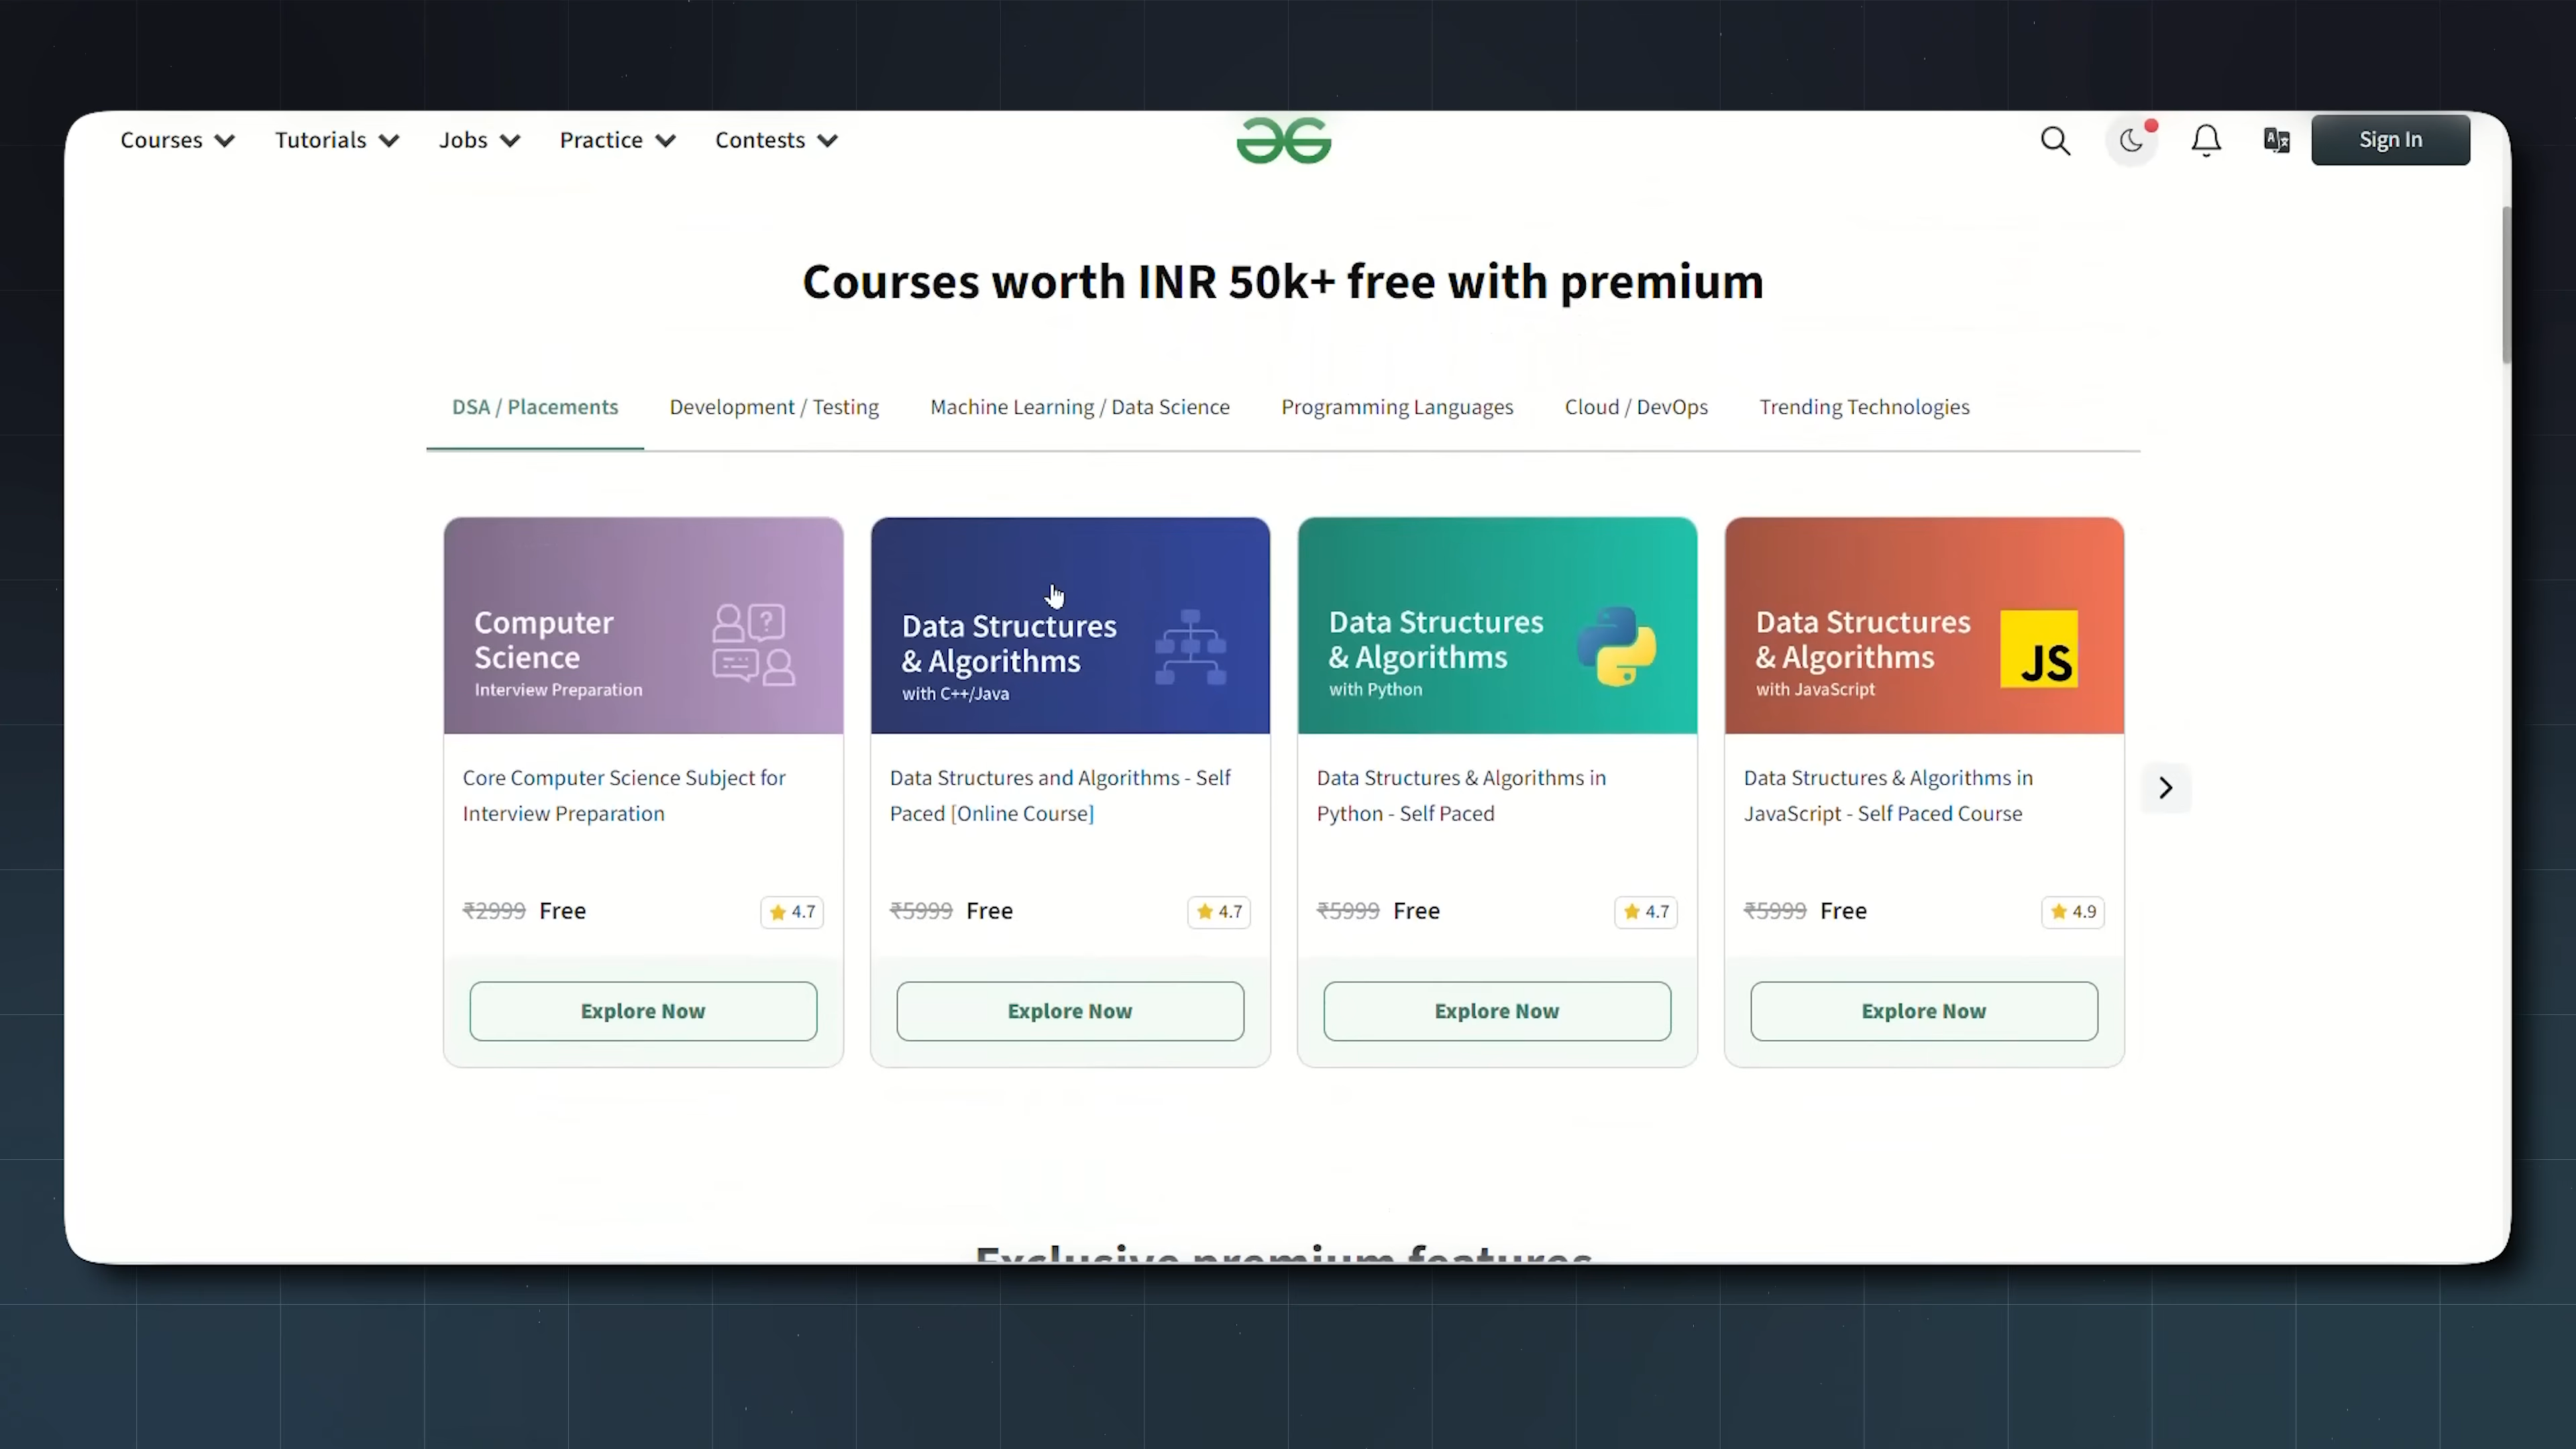 Courses Tutorials Jobs Practice Contests Sign In
Courses worth INR 50k+ free with premium
DSA / Placements Development / Testing Machine Learning / Data Science Programming Languages Cloud / DevOps Trending Technologies
Computer
Science
Interview Preparation
Core Computer Science Subject for
Interview Preparation
₹2999 Free 4.7
Explore Now
Data Structures
& Algorithms
with C++/Java
Data Structures and Algorithms - Self
Paced [Online Course]
₹5999 Free 4.7
Explore Now
Data Structures
& Algorithms
with Python
Data Structures & Algorithms in
Python - Self Paced
₹5999 Free 4.7
Explore Now
Data Structures
& Algorithms
with JavaScript
JS
Data Structures & Algorithms in
JavaScript - Self Paced Course
₹5999 Free 4.9
Explore Now
Exclusive premium features